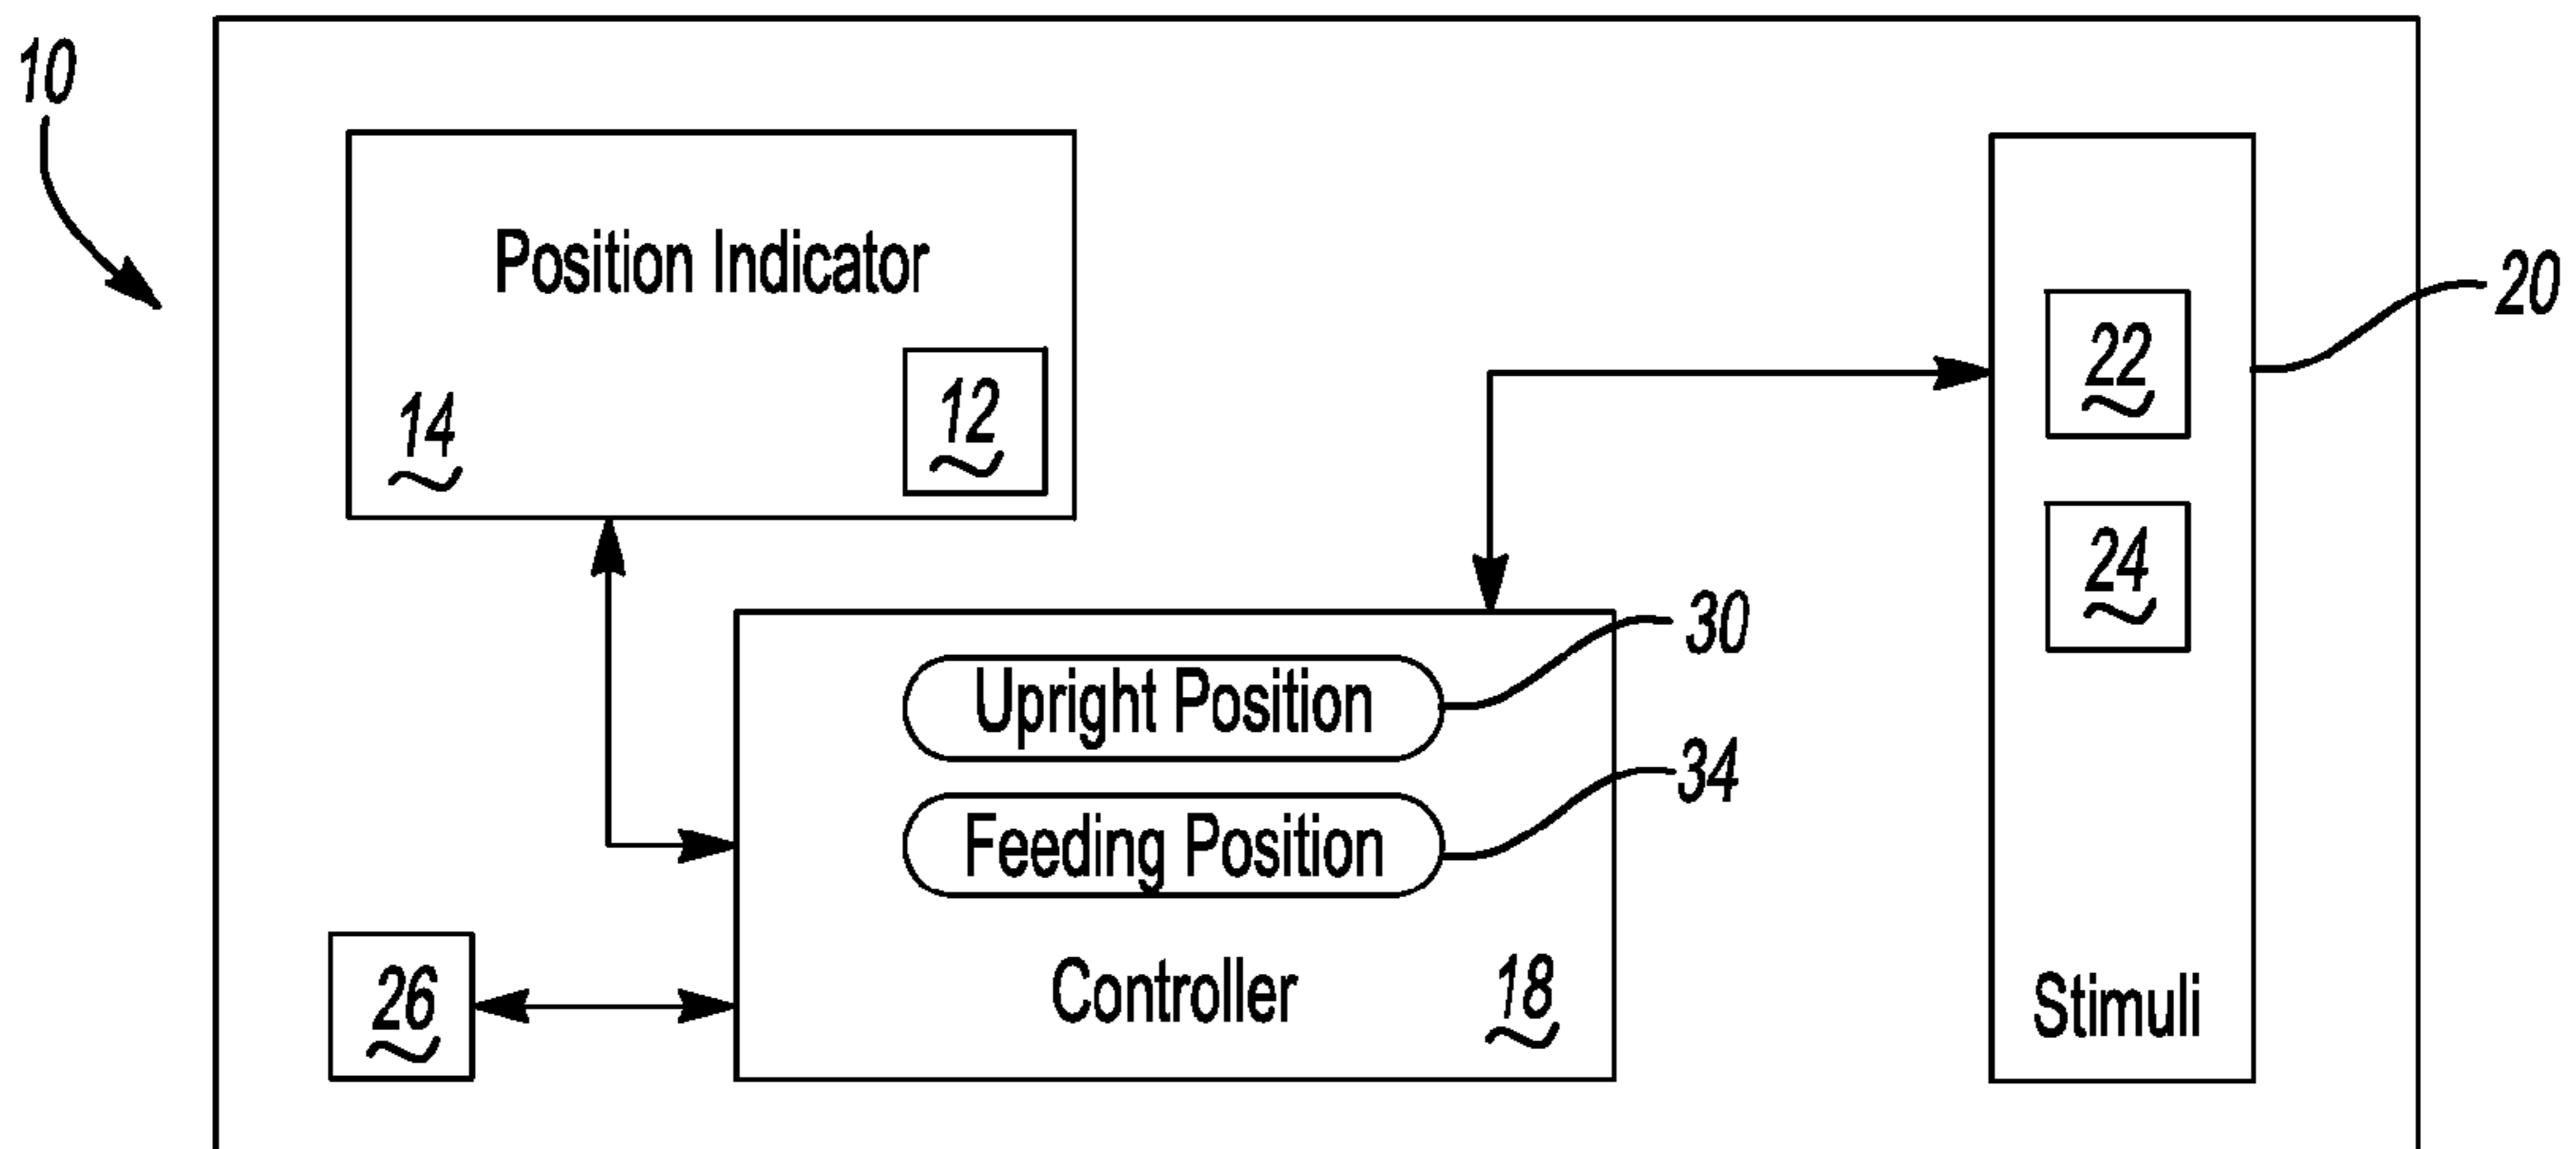 10
Position Indicator
14
12
20
22
24
Upright Position
30
Feeding Position
34
Controller
18
26
Stimuli